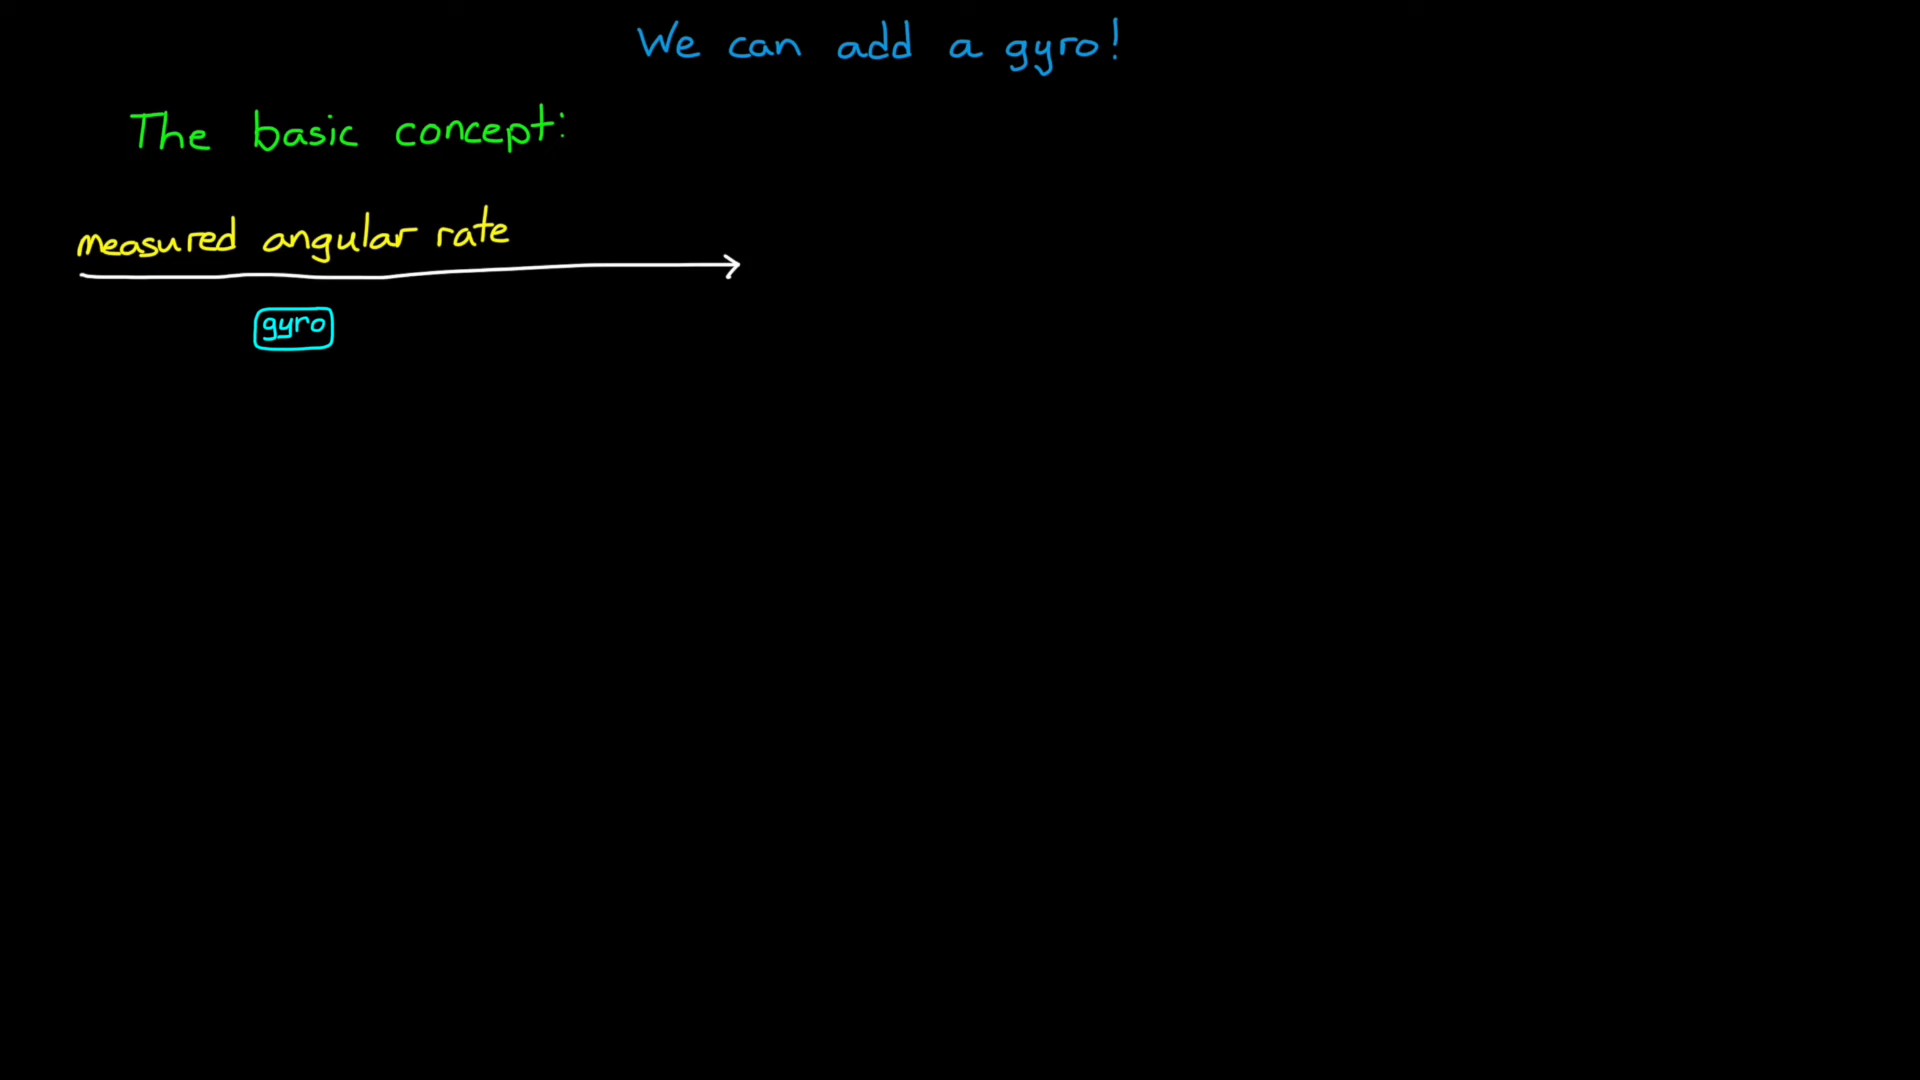 We can add a gyro!
The basic concept:
measured angular rate
gyro